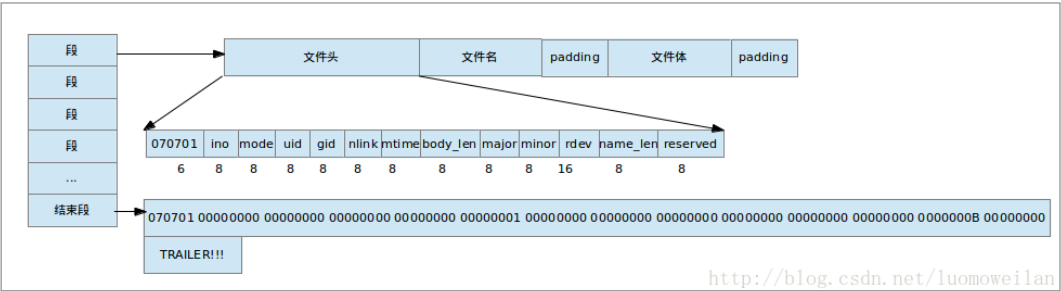 段
文件头 文件名 padding 文件体 padding
段
段
段
070701 ino mode uid gid nlink mtime body_len major minor rdev name_len reserved
6 8 8 8 8 8 8 8 8 8 16 8 8
...
结束段
070701 00000000 00000000 00000000 00000000 00000001 00000000 00000000 00000000 00000000 00000000 00000000 0000000B 00000000
TRAILER!!!
http://blog.csdn.net/luomoweilan